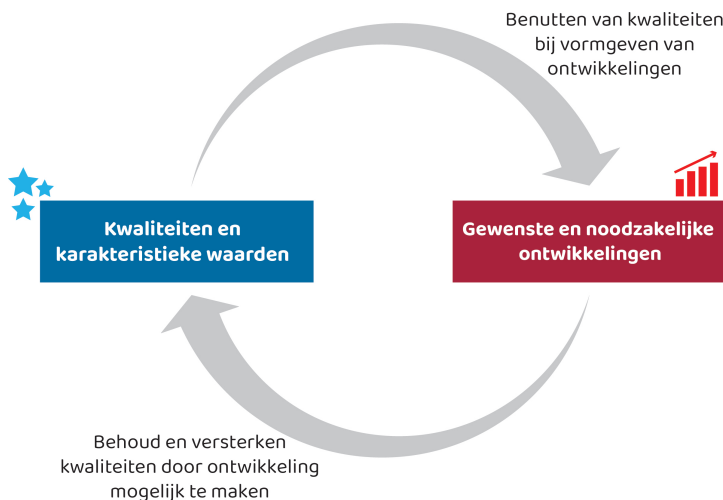 Benutten van kwaliteiten
bij vormgeven van
ontwikkelingen
Kwaliteiten en
karakteristieke waarden
Gewenste en noodzakelijke
ontwikkelingen
Behoud en versterken
kwaliteiten door ontwikkeling
mogelijk te maken